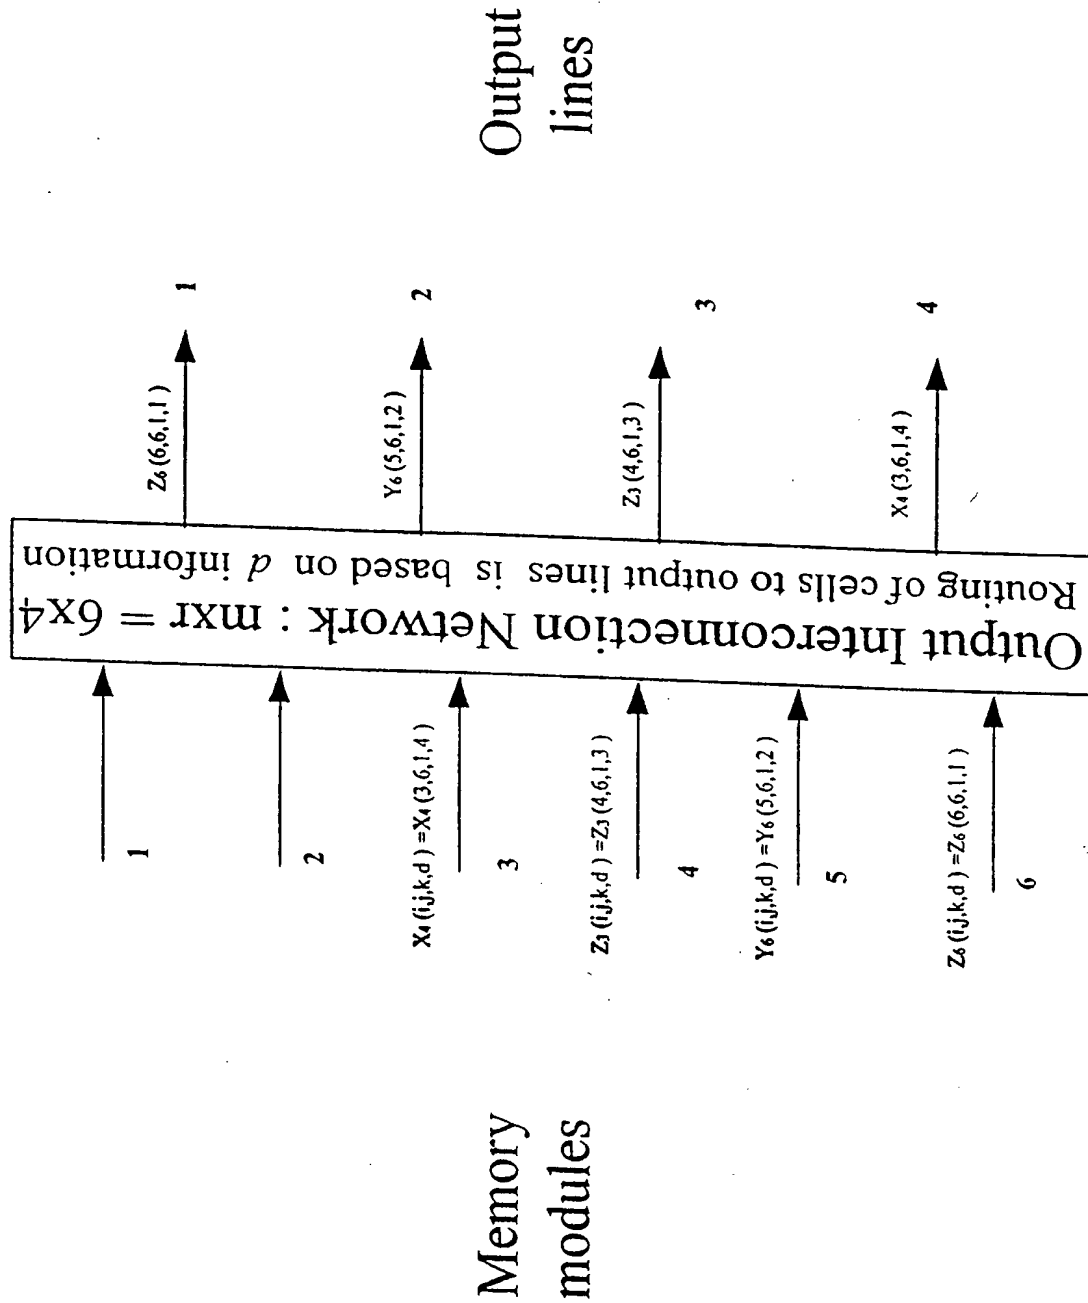 Memory
modules
1
2
X4 (i,j,k,d ) =X4 (3,6,1,4 )
3
Z3 (i,j,k,d ) =Z3 (4,6,1,3 )
4
Y6 (i,j,k,d ) =Y6 (5,6,1,2 )
5
Z6 (i,j,k,d ) =Z6 (6,6,1,1 )
6
Output Interconnection Network : mxr = 6x4
Routing of cells to output lines is based on d information
Z6 (6,6,1,1 )
1
Y6 (5,6,1,2 )
2
Z3 (4,6,1,3 )
3
X4 (3,6,1,4 )
4
Output
lines